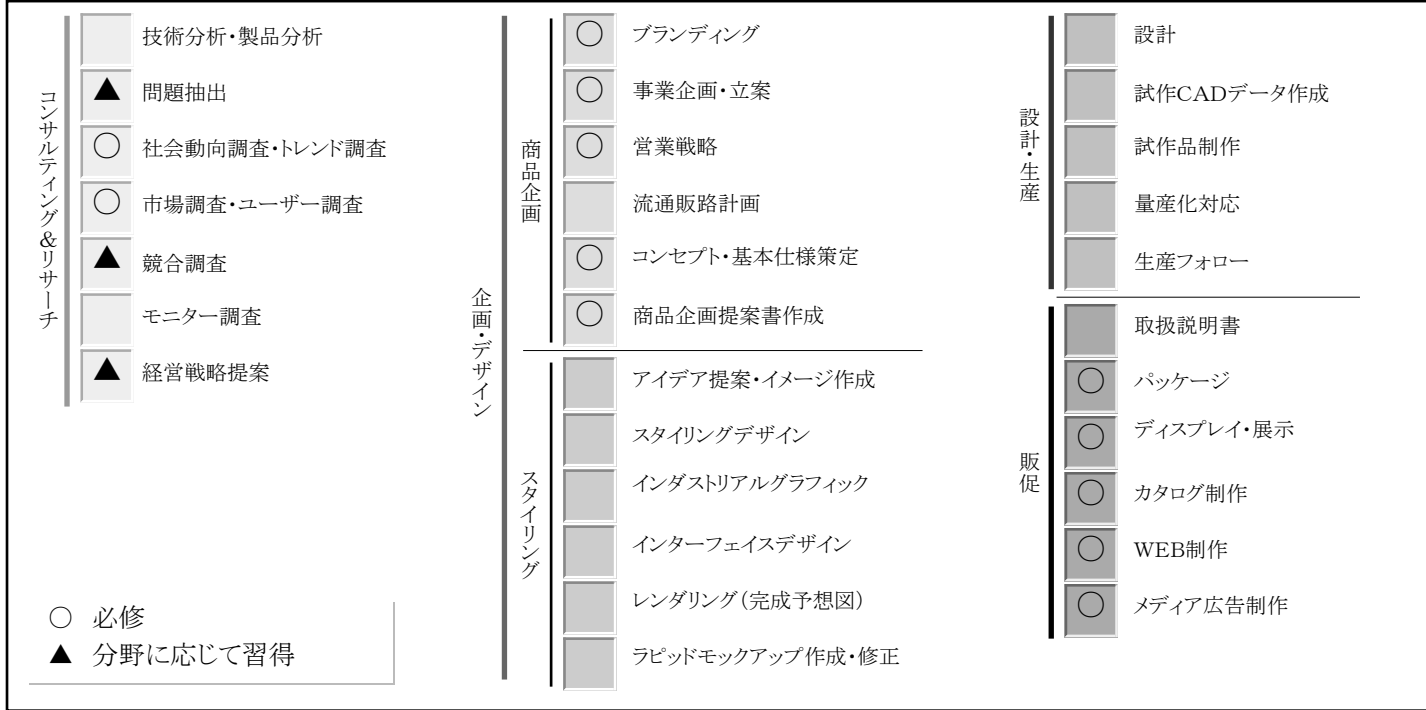 コンサルティング&リサーチ
技術分析・製品分析
▲ 問題抽出
○ 社会動向調査・トレンド調査
○ 市場調査・ユーザー調査
▲ 競合調査
モニター調査
▲ 経営戦略提案
企画・デザイン
商品企画
○ ブランディング
○ 事業企画・立案
○ 営業戦略
流通販路計画
○ コンセプト・基本仕様策定
○ 商品企画提案書作成
スタイリング
アイデア提案・イメージ作成
スタイリングデザイン
インダストリアルグラフィック
インターフェイスデザイン
レンダリング(完成予想図)
ラピッドモックアップ作成・修正
設計・生産
設計
試作CADデータ作成
試作品制作
量産化対応
生産フォロー
販促
取扱説明書
○ パッケージ
○ ディスプレイ・展示
○ カタログ制作
○ WEB制作
○ メディア広告制作
○ 必修
▲ 分野に応じて習得